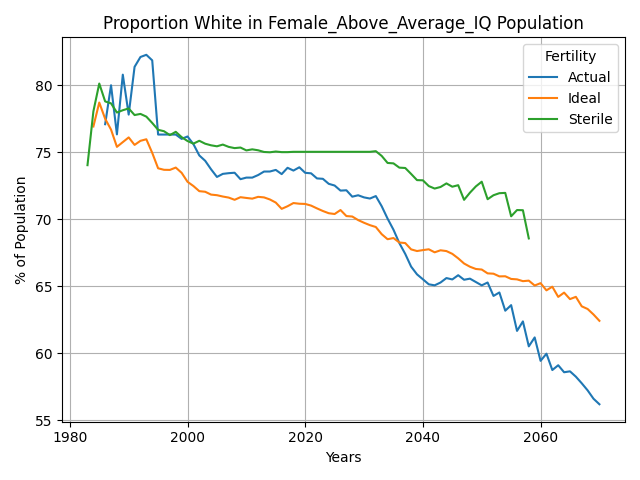 Proportion White in Female_Above_Average_IQ Population
Fertility
Actual
Ideal
Sterile
% of Population
80
75
70
65
60
55
1980
2000
2020
2040
2060
Years